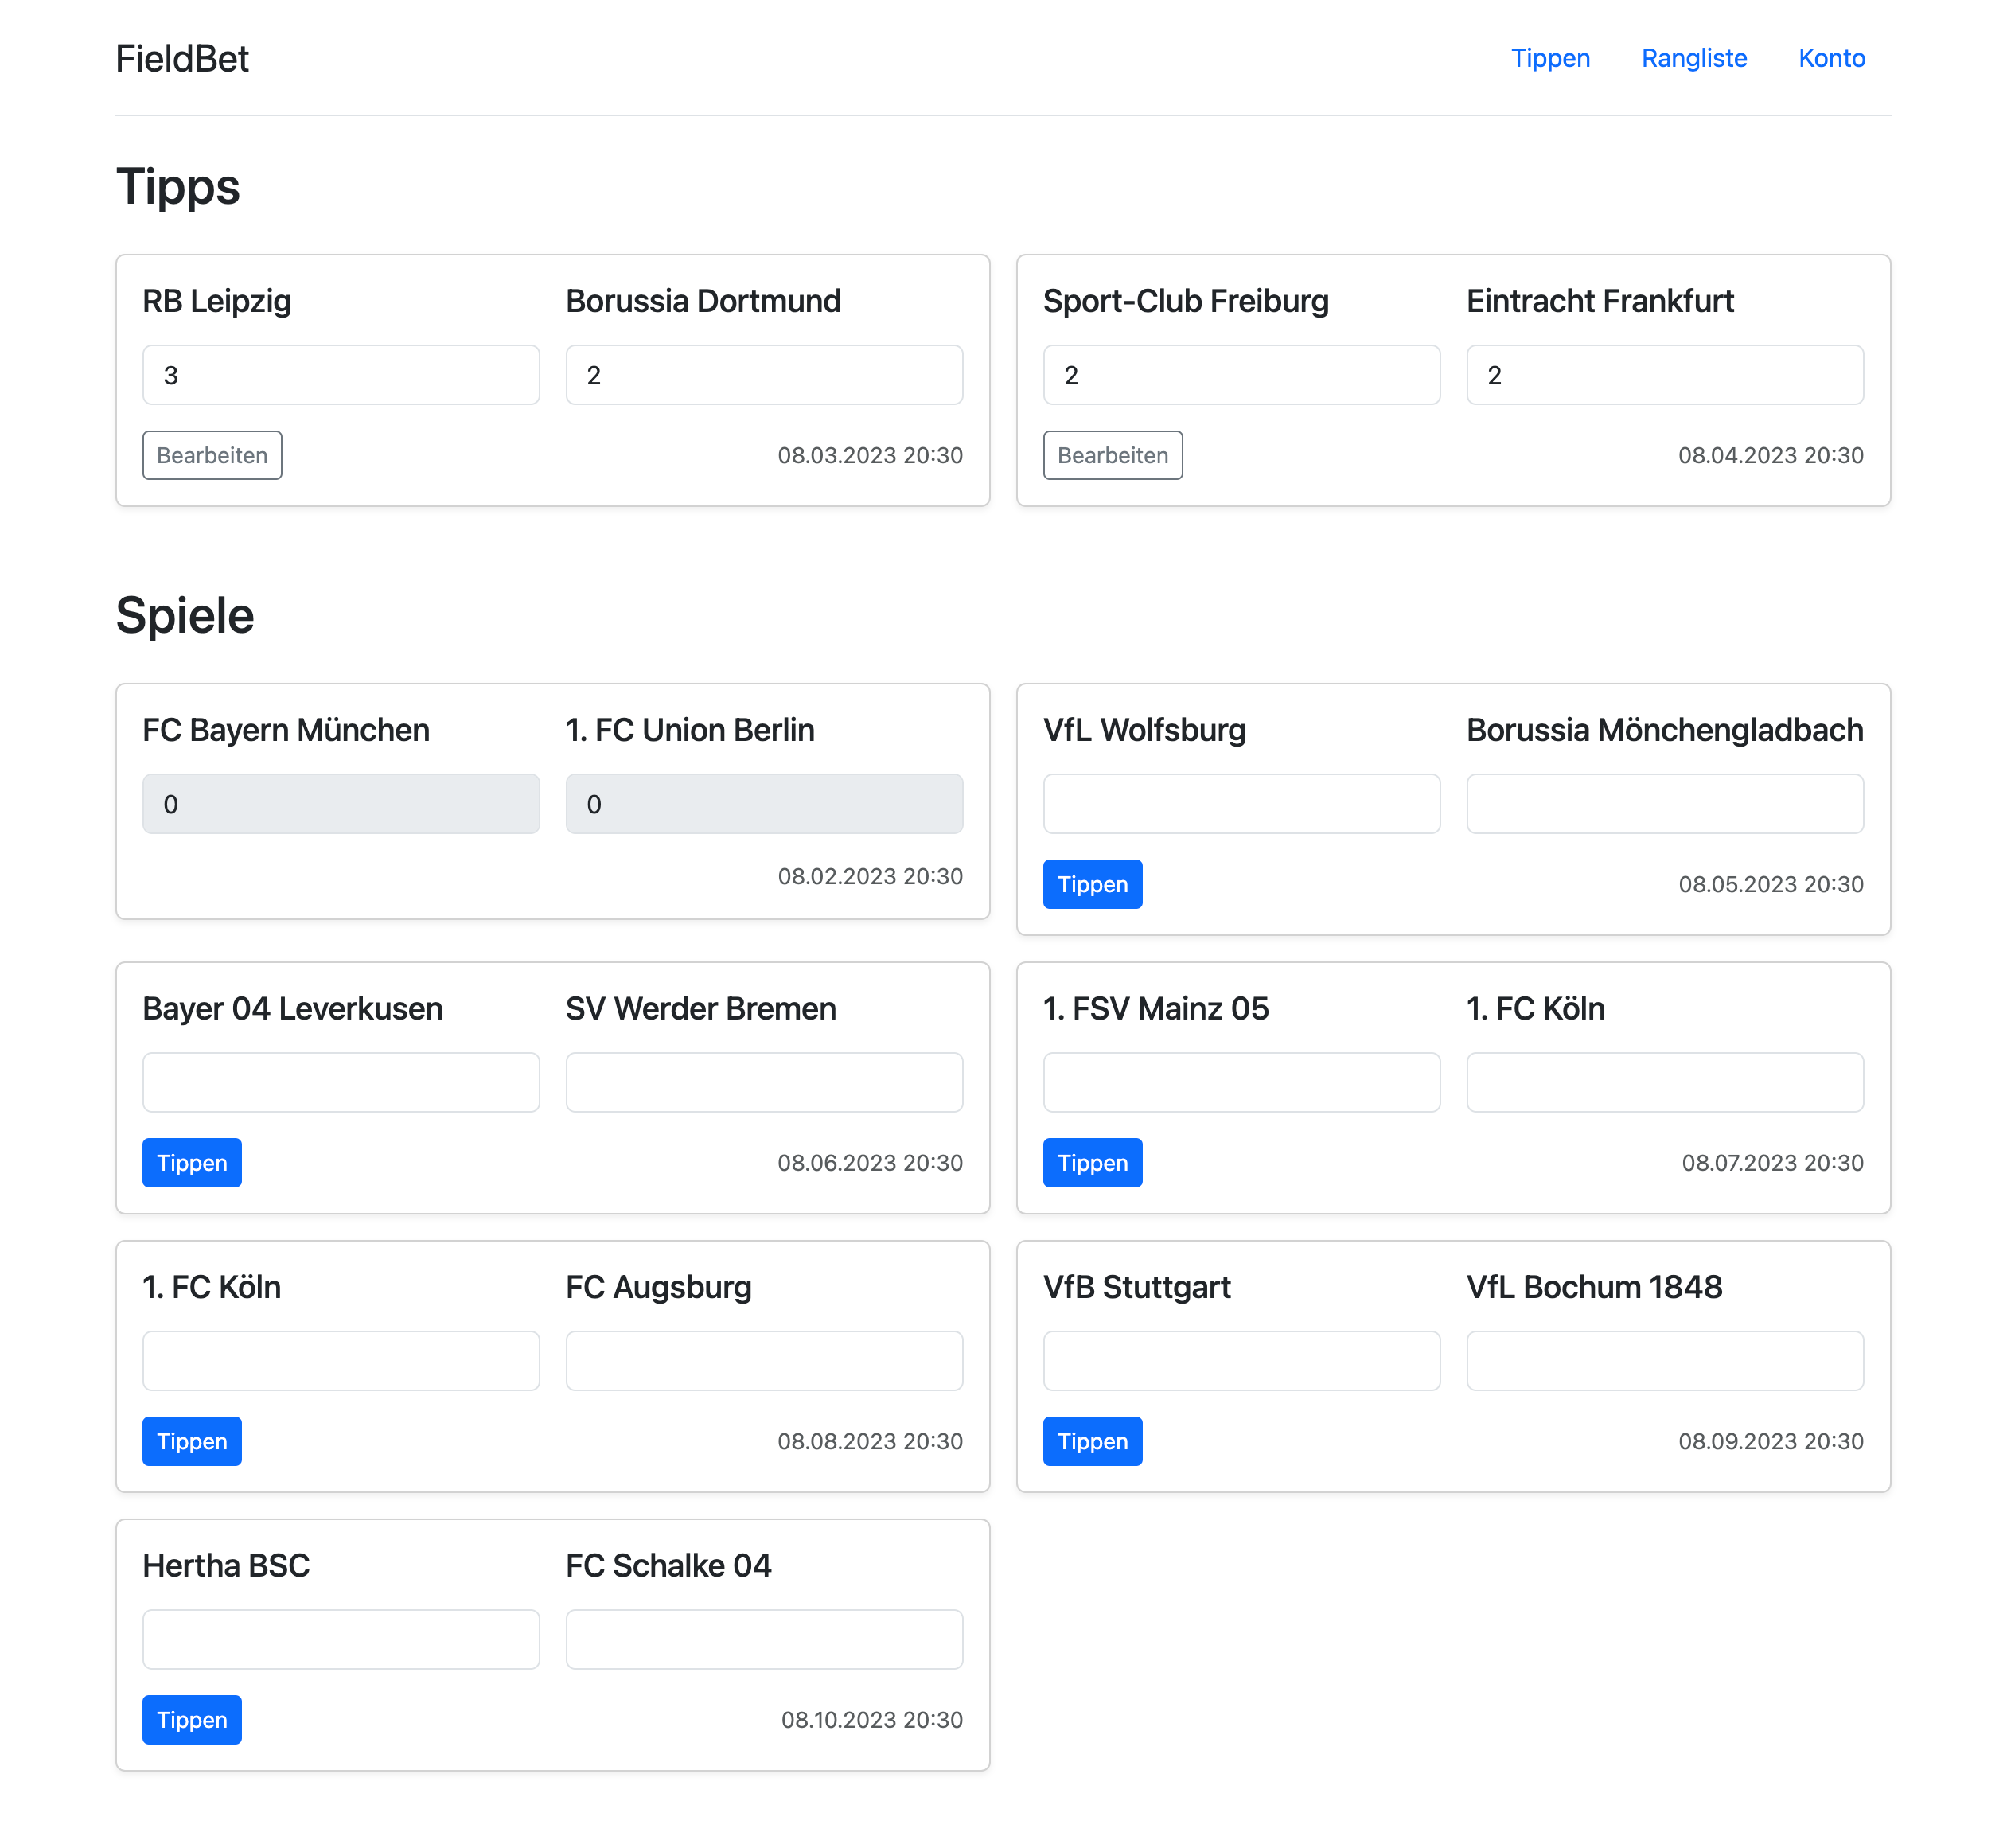 FieldBet Tippen Rangliste Konto
Tipps
RB Leipzig Borussia Dortmund
3 2
Bearbeiten 08.03.2023 20:30
Sport-Club Freiburg Eintracht Frankfurt
2 2
Bearbeiten 08.04.2023 20:30
Spiele
FC Bayern München 1. FC Union Berlin
0 0
08.02.2023 20:30
VfL Wolfsburg Borussia Mönchengladbach
Tippen 08.05.2023 20:30
Bayer 04 Leverkusen SV Werder Bremen
Tippen 08.06.2023 20:30
1. FSV Mainz 05 1. FC Köln
Tippen 08.07.2023 20:30
1. FC Köln FC Augsburg
Tippen 08.08.2023 20:30
VfB Stuttgart VfL Bochum 1848
Tippen 08.09.2023 20:30
Hertha BSC FC Schalke 04
Tippen 08.10.2023 20:30